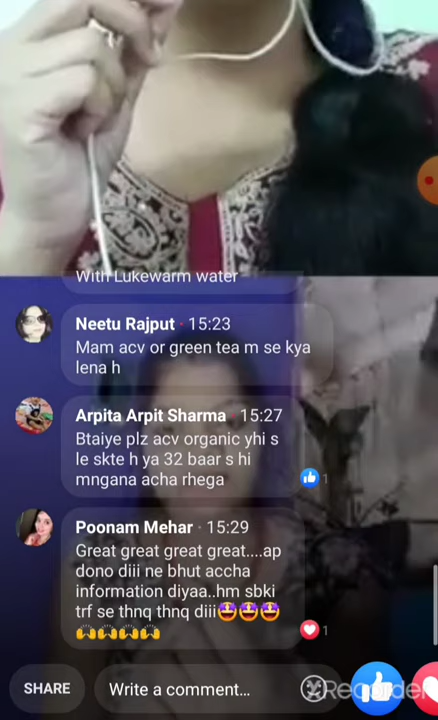 With Lukewarm water
Neetu Rajput · 15:23
Mam acv or green tea m se kya
lena h
Arpita Arpit Sharma · 15:27
Btaiye plz acv organic yhi s
le skte h ya 32 baar s hi
mngana acha rhega
1
Poonam Mehar · 15:29
Great great great great....ap
dono diii ne bhut accha
information diyaa..hm sbki
trf se thnq thnq diii🤩🤩🤩
🙌🙌🙌🙌
1
SHARE
Write a comment...
Recorder